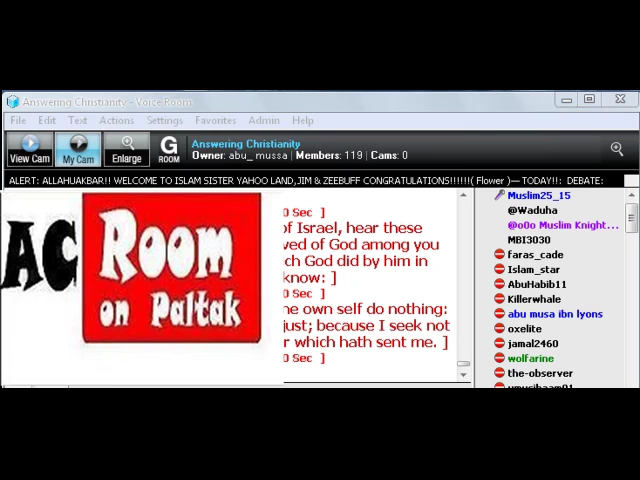 Answering Christianity - Voice Room
File Edit Text Actions Settings Favorites Admin Help
View Cam My Cam Enlarge G ROOM
Answering Christianity
Owner: abu_mussa | Members: 119 | Cams: 0
ALERT: ALLAHUAKBAR!! WELCOME TO ISLAM SISTER YAHOO LAND,JIM & ZEEBUFF CONGRATULATIONS!!!!!!( Flower )— TODAY!!: DEBATE:
AC Room
on Paltak
0 Sec ]
of Israel, hear these
ved of God among you
ch God did by him in
know: ]
0 Sec ]
ne own self do nothing:
just; because I seek not
r which hath sent me. ]
0 Sec ]
Muslim25_15
@Waduha
@o0o Muslim Knight...
MBI3030
faras_cade
Islam_star
AbuHabib11
Killerwhale
abu musa ibn lyons
oxelite
jamal2460
wolfarine
the-observer